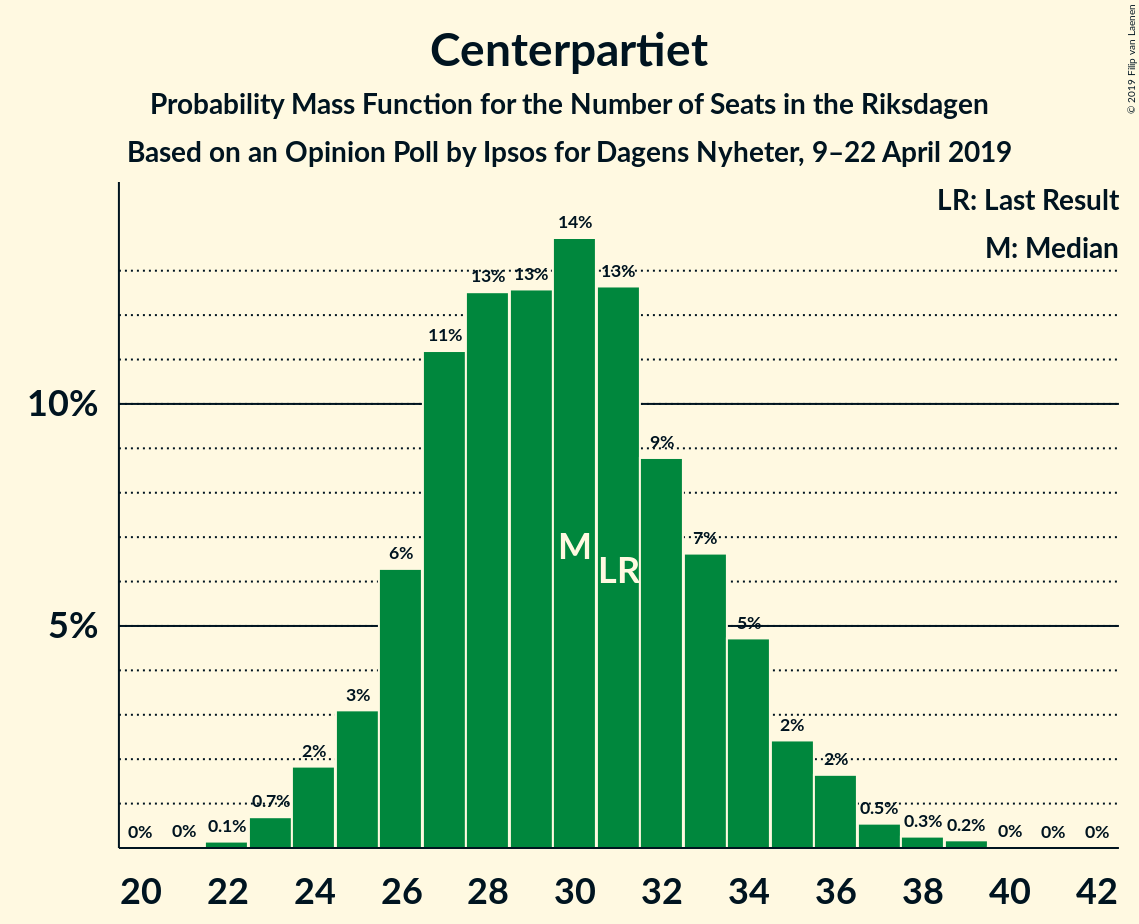 Centerpartiet
Probability Mass Function for the Number of Seats in the Riksdagen
Based on an Opinion Poll by Ipsos for Dagens Nyheter, 9–22 April 2019
© 2019 Filip van Laenen
LR: Last Result
M: Median
14%
13% 13% 13%
11%
10%
9%
7%
M
6%
LR
5%
5%
3%
2%
2%
2%
0.7%
0.5%
0.3%
0.1%
0.2%
0% 0% 0% 0% 0%
20 22 24 26 28 30 32 34 36 38 40 42